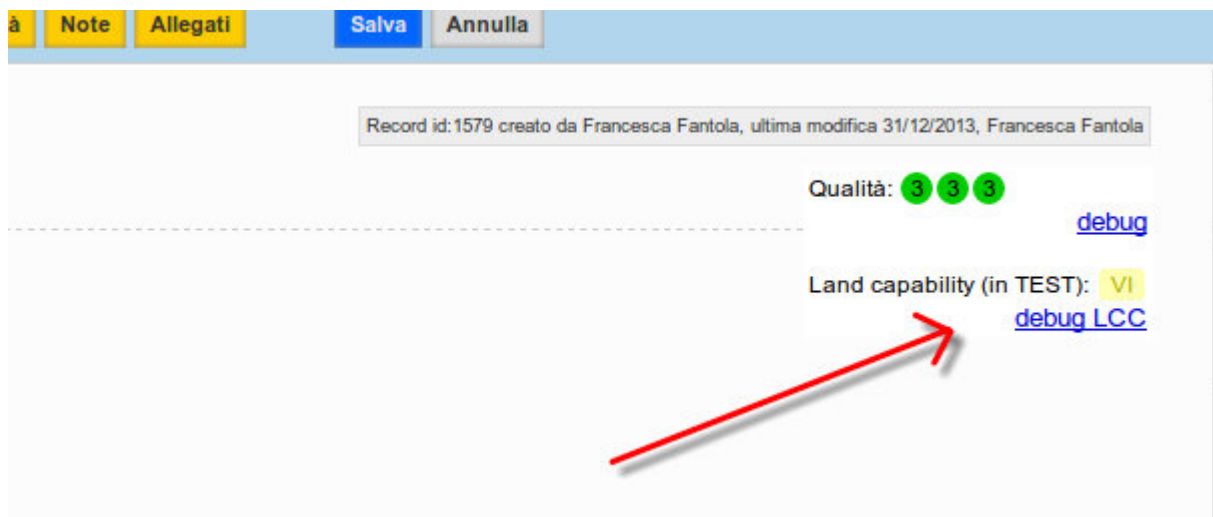 à Note Allegati Salva Annulla
Record id:1579 creato da Francesca Fantola, ultima modifica 31/12/2013, Francesca Fantola
Qualità: 3 3 3
debug
Land capability (in TEST): VI
debug LCC